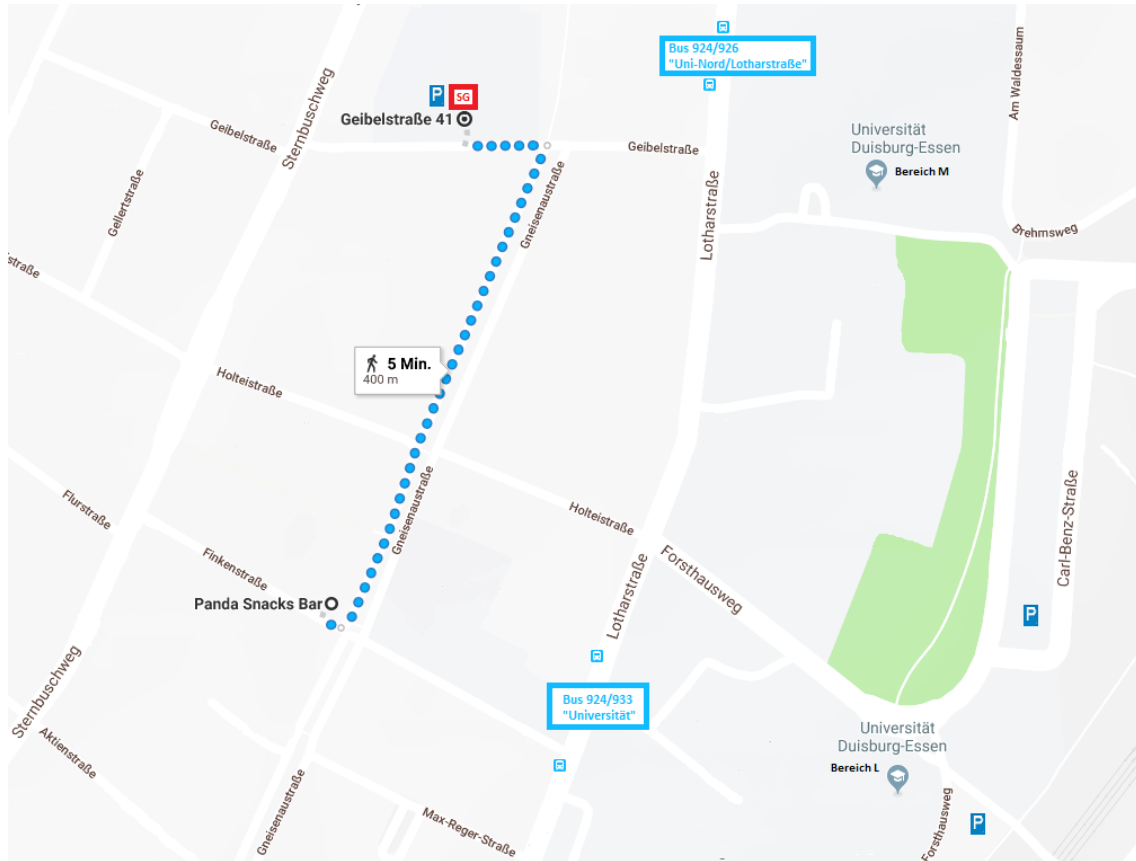 Bus 924/926
"Uni-Nord/Lotharstraße"
P
SG
Geibelstraße 41
Geibelstraße
Sternbuschweg
Geibelstraße
Am Waldessaum
Universität
Duisburg-Essen
Bereich M
Gellertstraße
Gneisenaustraße
Lotharstraße
Brehmsweg
straße
5 Min.
400 m
Holteistraße
Gneisenaustraße
Holteistraße
Flurstraße
Finkenstraße
Forsthausweg
Carl-Benz-Straße
Panda Snacks Bar
Lotharstraße
P
Sternbuschweg
Bus 924/933
"Universität"
Aktienstraße
Universität
Duisburg-Essen
Bereich L
Gneisenaustraße
Max-Reger-Straße
Forsthausweg
P